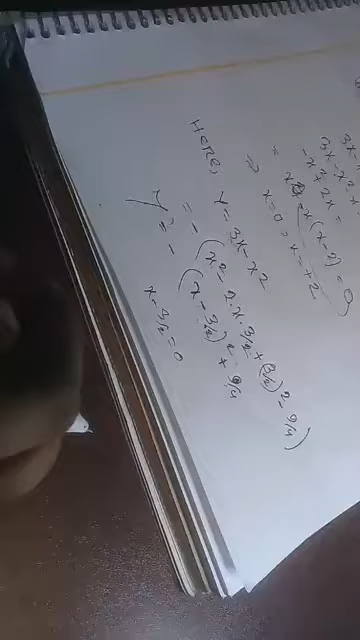 3x - x² x
-x² + 2x =
= x(x-2) = 0
⇒ x = 0, x = +2
Here, Y = 3x - x²
= -(x² - 2.x.3/2 + (3/2)² - 9/4)
Y = -(x - 3/2)² + 9/4
x - 3/2 = 0